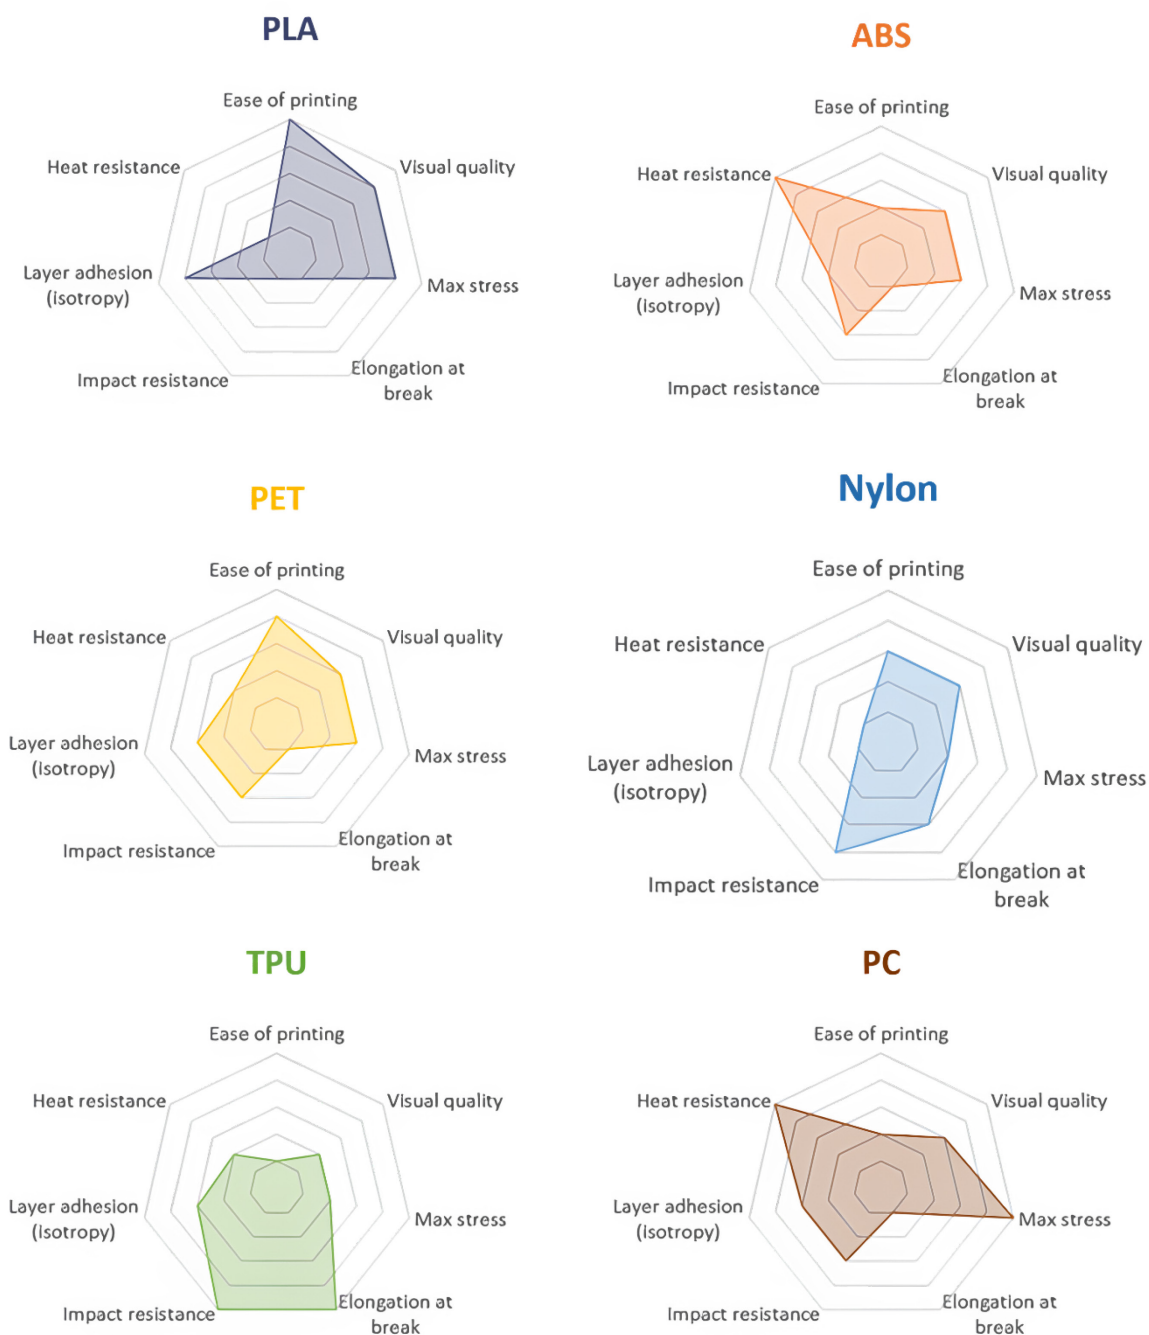 PLA
Ease of printing
Heat resistance
Visual quality
Layer adhesion
(isotropy)
Max stress
Impact resistance
Elongation at
break
ABS
Ease of printing
Heat resistance
Visual quality
Layer adhesion
(isotropy)
Max stress
Impact resistance
Elongation at
break
PET
Ease of printing
Heat resistance
Visual quality
Layer adhesion
(isotropy)
Max stress
Impact resistance
Elongation at
break
Nylon
Ease of printing
Heat resistance
Visual quality
Layer adhesion
(isotropy)
Max stress
Impact resistance
Elongation at
break
TPU
Ease of printing
Heat resistance
Visual quality
Layer adhesion
(isotropy)
Max stress
Impact resistance
Elongation at
break
PC
Ease of printing
Heat resistance
Visual quality
Layer adhesion
(isotropy)
Max stress
Impact resistance
Elongation at
break